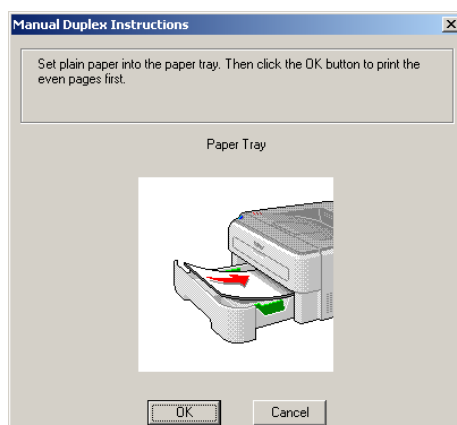 Manual Duplex Instructions
Set plain paper into the paper tray. Then click the OK button to print the
even pages first.
Paper Tray
OK
Cancel